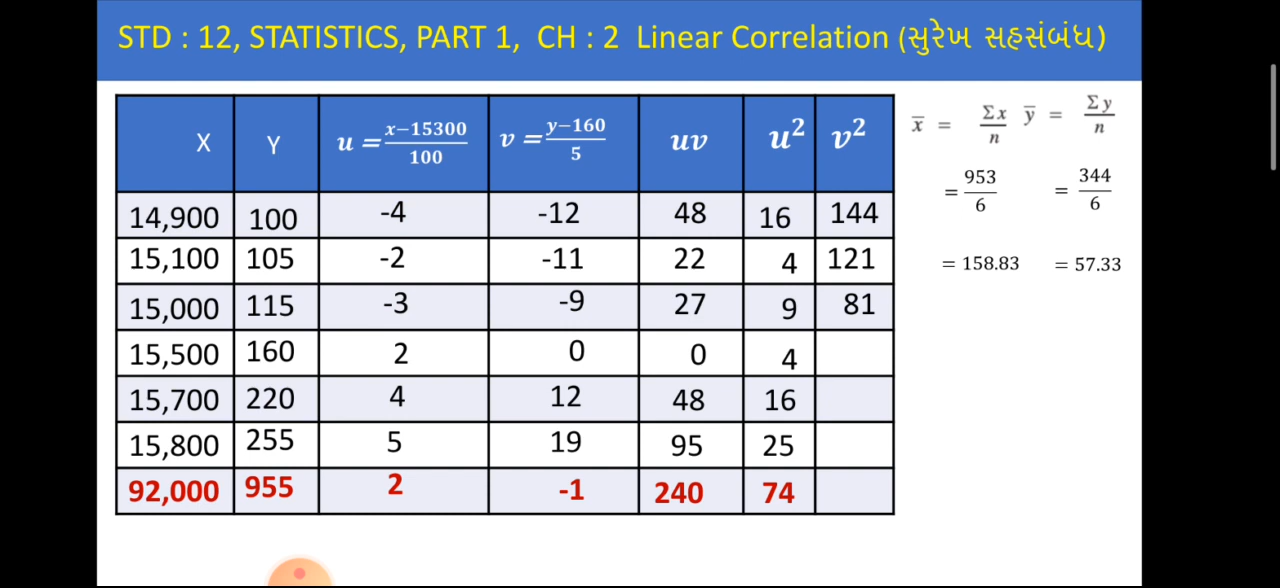 STD : 12, STATISTICS, PART 1, CH : 2 Linear Correlation (સુરેખ સહસંબંધ)
X Y u = x−15300 / 100 v = y−160 / 5 uv u² v²
14,900 100 -4 -12 48 16 144
15,100 105 -2 -11 22 4 121
15,000 115 -3 -9 27 9 81
15,500 160 2 0 0 4
15,700 220 4 12 48 16
15,800 255 5 19 95 25
92,000 955 2 -1 240 74
x̅ = Σx / n y̅ = Σy / n
= 953 / 6 = 344 / 6
= 158.83 = 57.33